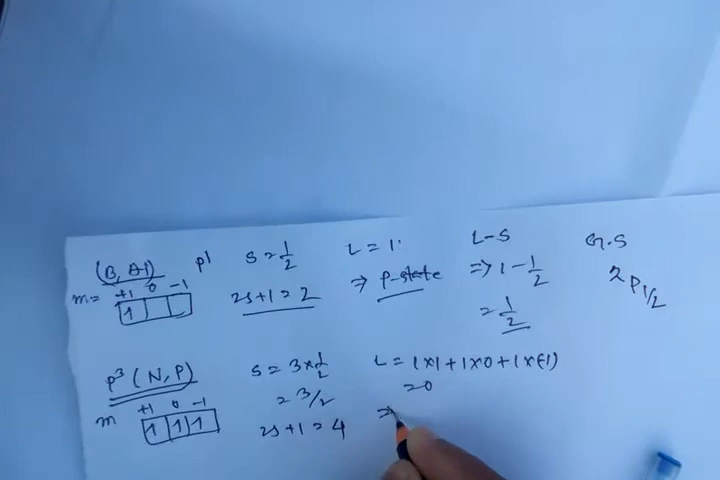 (B, Al) p1 S = 1/2 L = 1 L-S G.S
m = +1 0 -1 2s+1 = 2 ⇒ p-state ⇒ 1 - 1/2 2P1/2
1 = 1/2
p3 (N, P) S = 3 × 1/2 L = 1×1 + 1×0 + 1×(-1)
m +1 0 -1 = 3/2 = 0
1 1 1 2s+1 = 4 ⇒